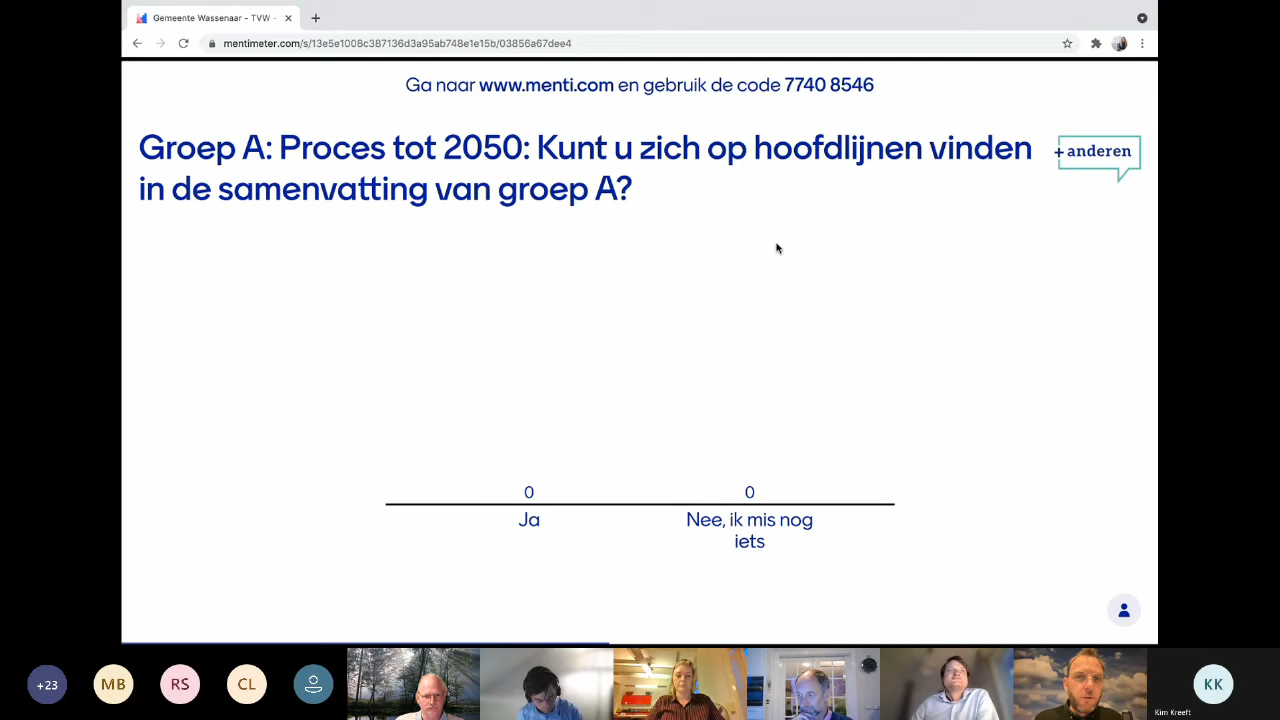 Gemeente Wassenaar - TVW -
mentimeter.com/s/13e5e1008c387136d3a95ab748e1e15b/03856a67dee4
Ga naar www.menti.com en gebruik de code 7740 8546
Groep A: Proces tot 2050: Kunt u zich op hoofdlijnen vinden
in de samenvatting van groep A?
+anderen
0
0
Ja
Nee, ik mis nog
iets
+23
MB
RS
CL
KK
Kim Kreeft